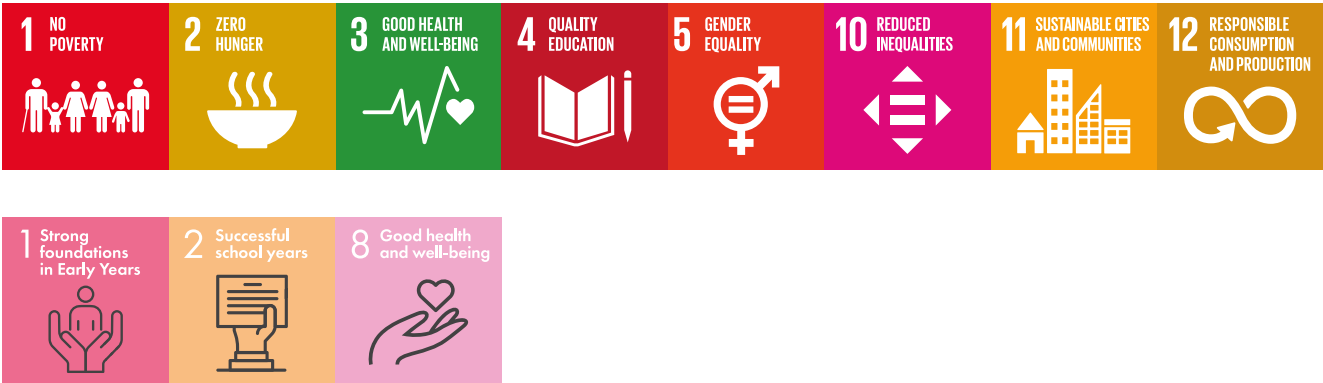 1 NO
POVERTY
2 ZERO
HUNGER
3 GOOD HEALTH
AND WELL-BEING
4 QUALITY
EDUCATION
5 GENDER
EQUALITY
10 REDUCED
INEQUALITIES
11 SUSTAINABLE CITIES
AND COMMUNITIES
12 RESPONSIBLE
CONSUMPTION
AND PRODUCTION
1 Strong
foundations
in Early Years
2 Successful
school years
8 Good health
and well-being